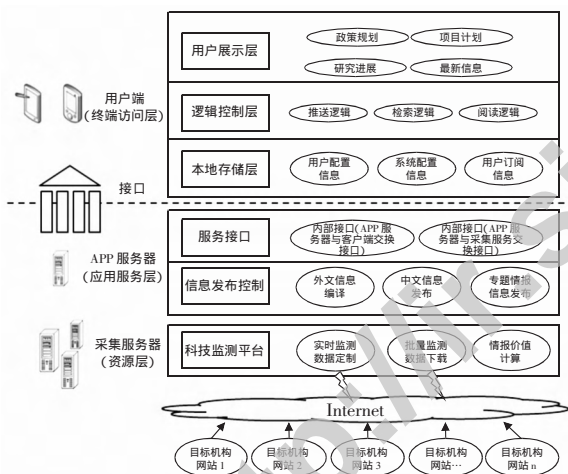 用户展示层
政策规划
项目计划
研究进展
最新信息
用户端
(终端访问层)
逻辑控制层
推送逻辑
检索逻辑
阅读逻辑
本地存储层
用户配置
信息
系统配置
信息
用户订阅
信息
接口
服务接口
内部接口(APP 服
务器与客户端交换
接口)
内部接口(APP 服
务器与采集服务交
换接口)
APP 服务器
(应用服务层)
信息发布控制
外文信息
编译
中文信息
发布
专题情报
信息发布
采集服务器
(资源层)
科技监测平台
实时监测
数据定制
批量监测
数据下载
情报价值
计算
Internet
目标机构
网站 1
目标机构
网站 2
目标机构
网站 3
目标机构
网站…
目标机构
网站 n